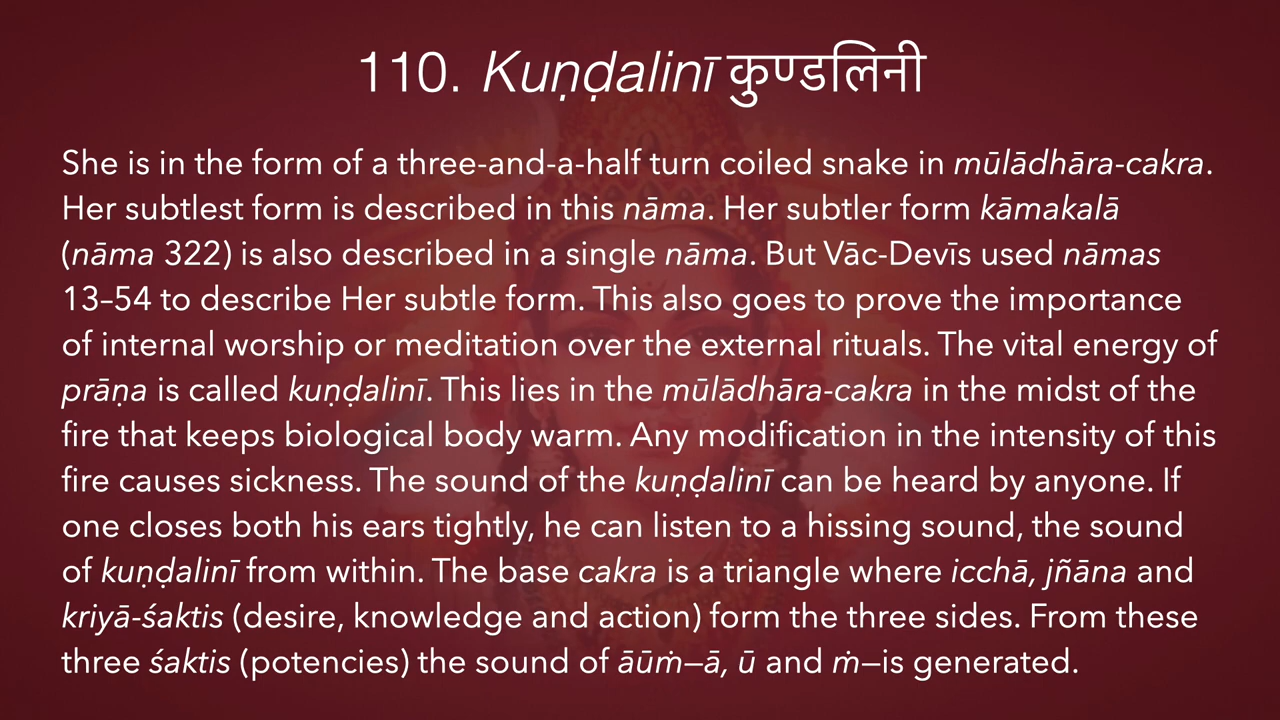 110. Kuṇḍalinī कुण्डलिनी
She is in the form of a three-and-a-half turn coiled snake in mūlādhāra-cakra.
Her subtlest form is described in this nāma. Her subtler form kāmakalā
(nāma 322) is also described in a single nāma. But Vāc-Devīs used nāmas
13–54 to describe Her subtle form. This also goes to prove the importance
of internal worship or meditation over the external rituals. The vital energy of
prāṇa is called kuṇḍalinī. This lies in the mūlādhāra-cakra in the midst of the
fire that keeps biological body warm. Any modification in the intensity of this
fire causes sickness. The sound of the kuṇḍalinī can be heard by anyone. If
one closes both his ears tightly, he can listen to a hissing sound, the sound
of kuṇḍalinī from within. The base cakra is a triangle where icchā, jñāna and
kriyā-śaktis (desire, knowledge and action) form the three sides. From these
three śaktis (potencies) the sound of āūṁ—ā, ū and ṁ—is generated.